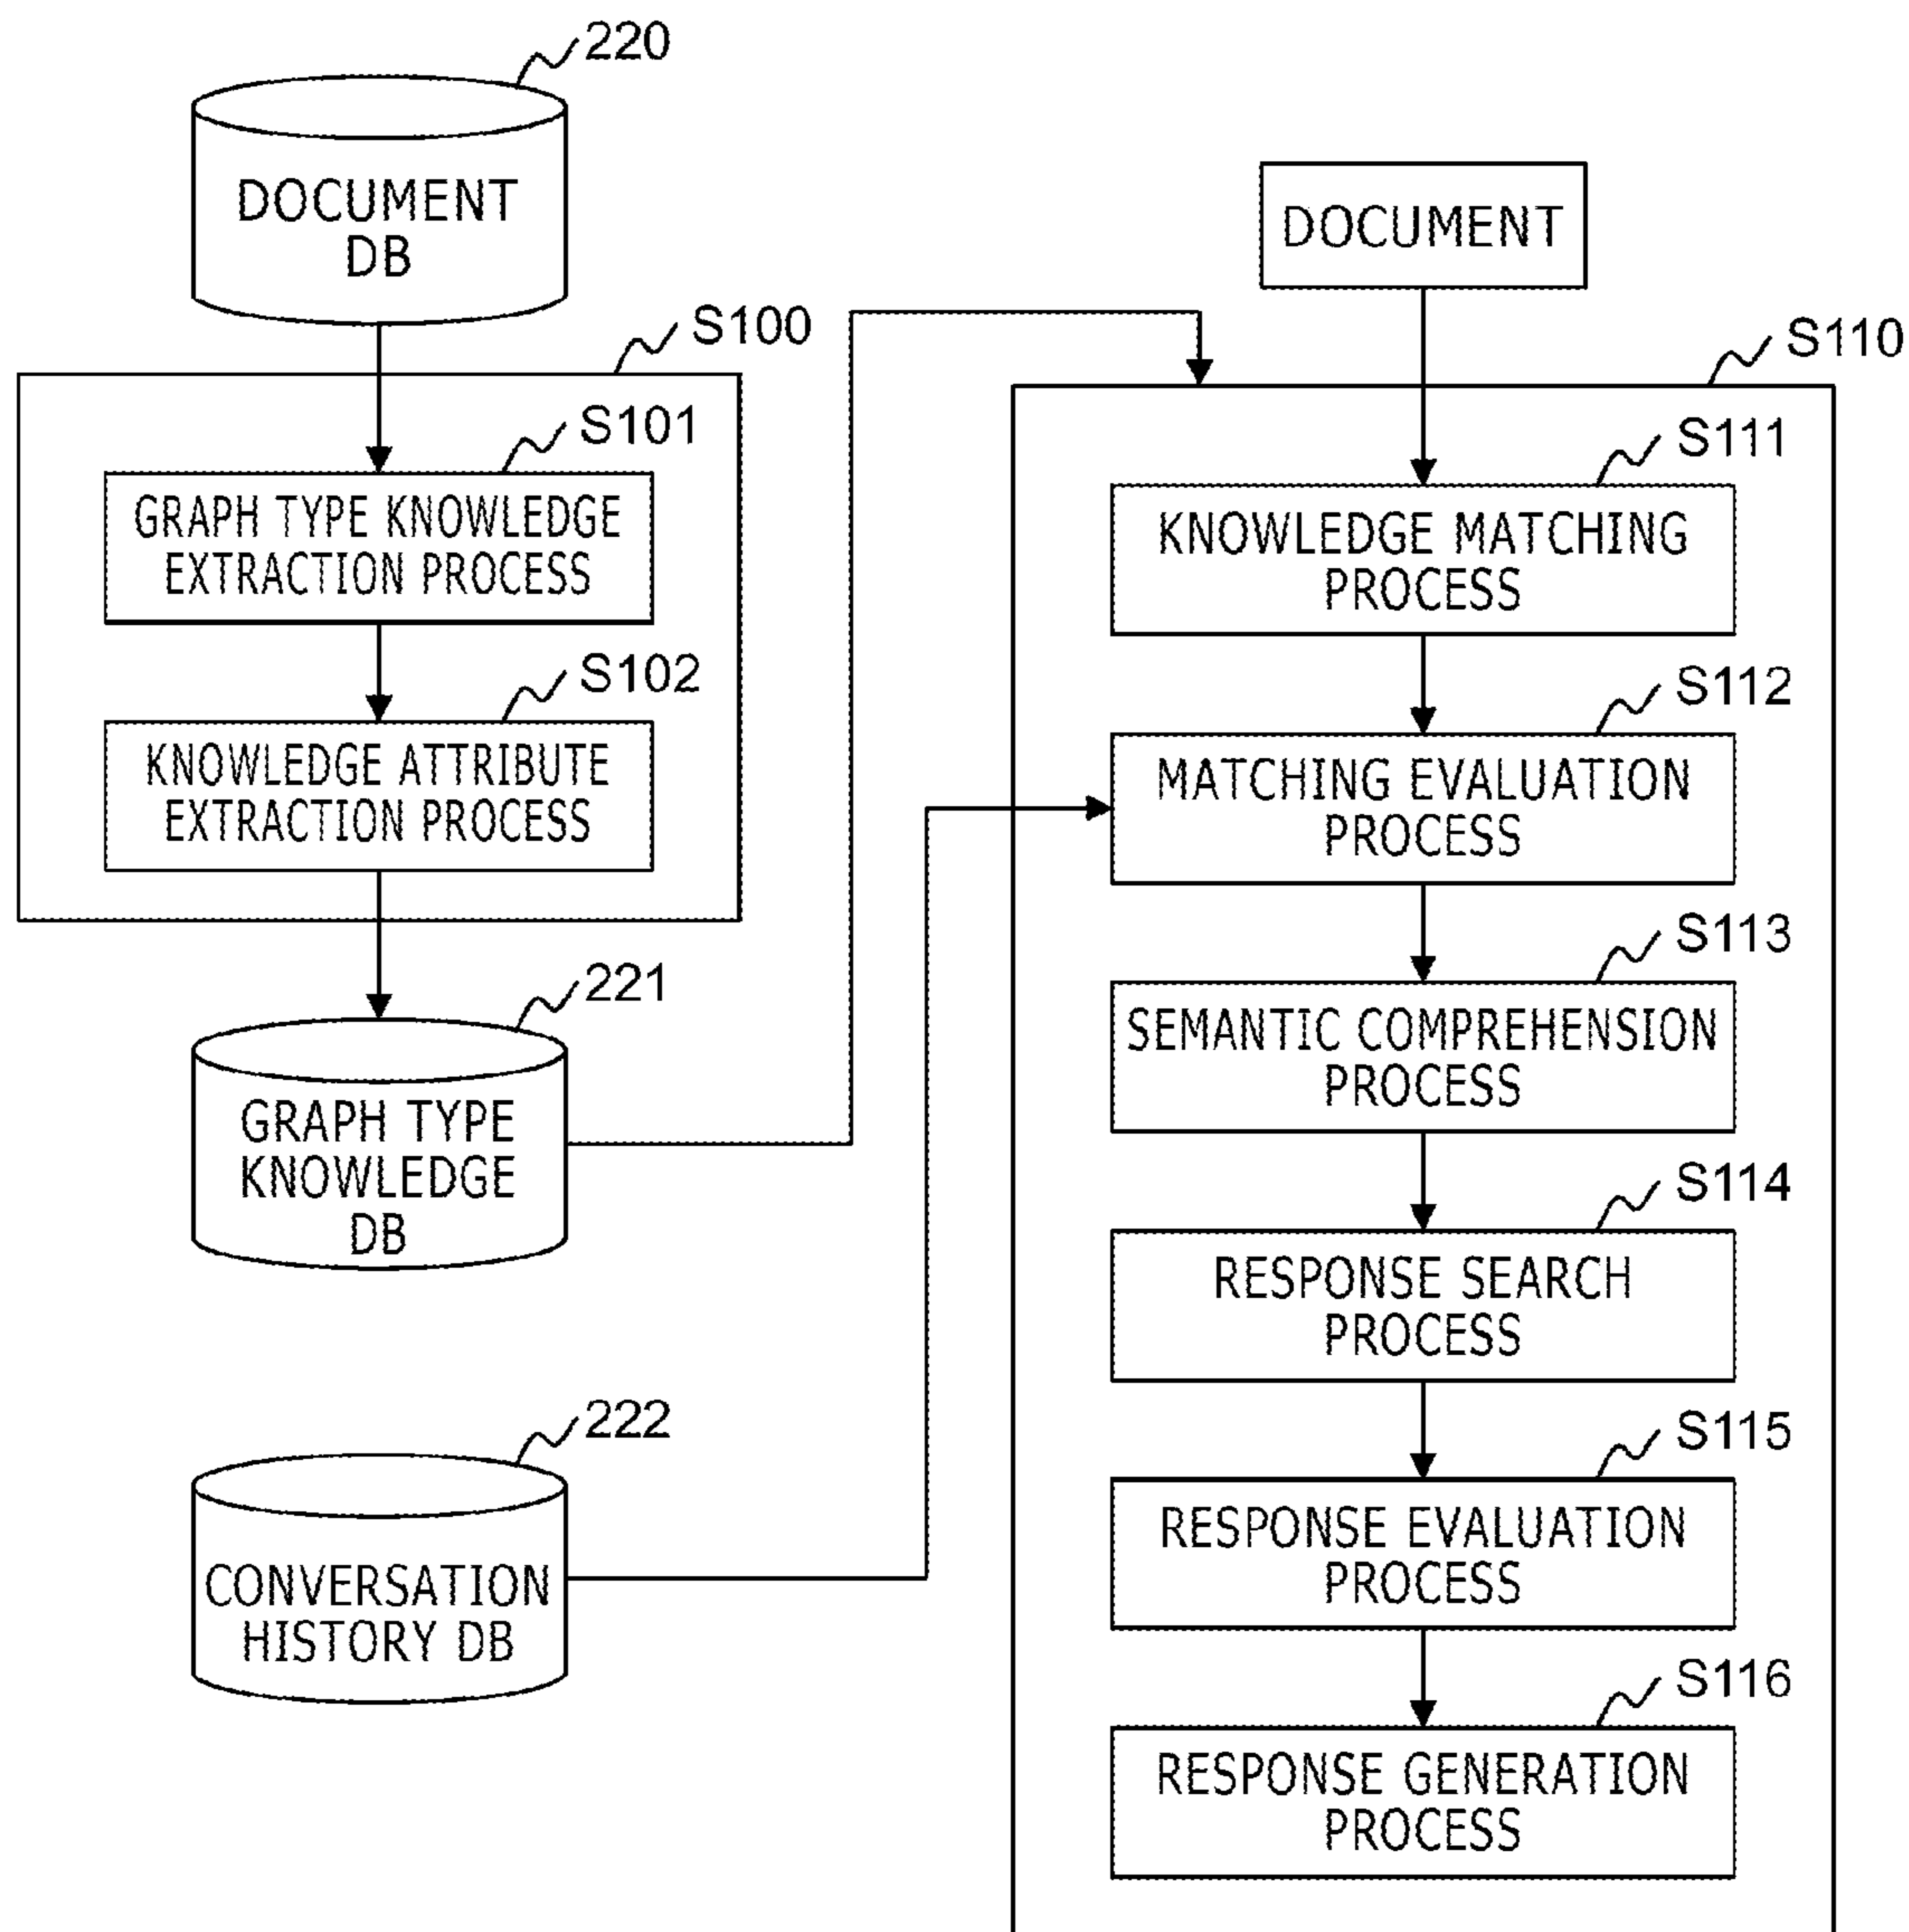 220
DOCUMENT
DB
S100
S101
GRAPH TYPE KNOWLEDGE
EXTRACTION PROCESS
S102
KNOWLEDGE ATTRIBUTE
EXTRACTION PROCESS
221
GRAPH TYPE
KNOWLEDGE
DB
222
CONVERSATION
HISTORY DB
DOCUMENT
S110
S111
KNOWLEDGE MATCHING
PROCESS
S112
MATCHING EVALUATION
PROCESS
S113
SEMANTIC COMPREHENSION
PROCESS
S114
RESPONSE SEARCH
PROCESS
S115
RESPONSE EVALUATION
PROCESS
S116
RESPONSE GENERATION
PROCESS